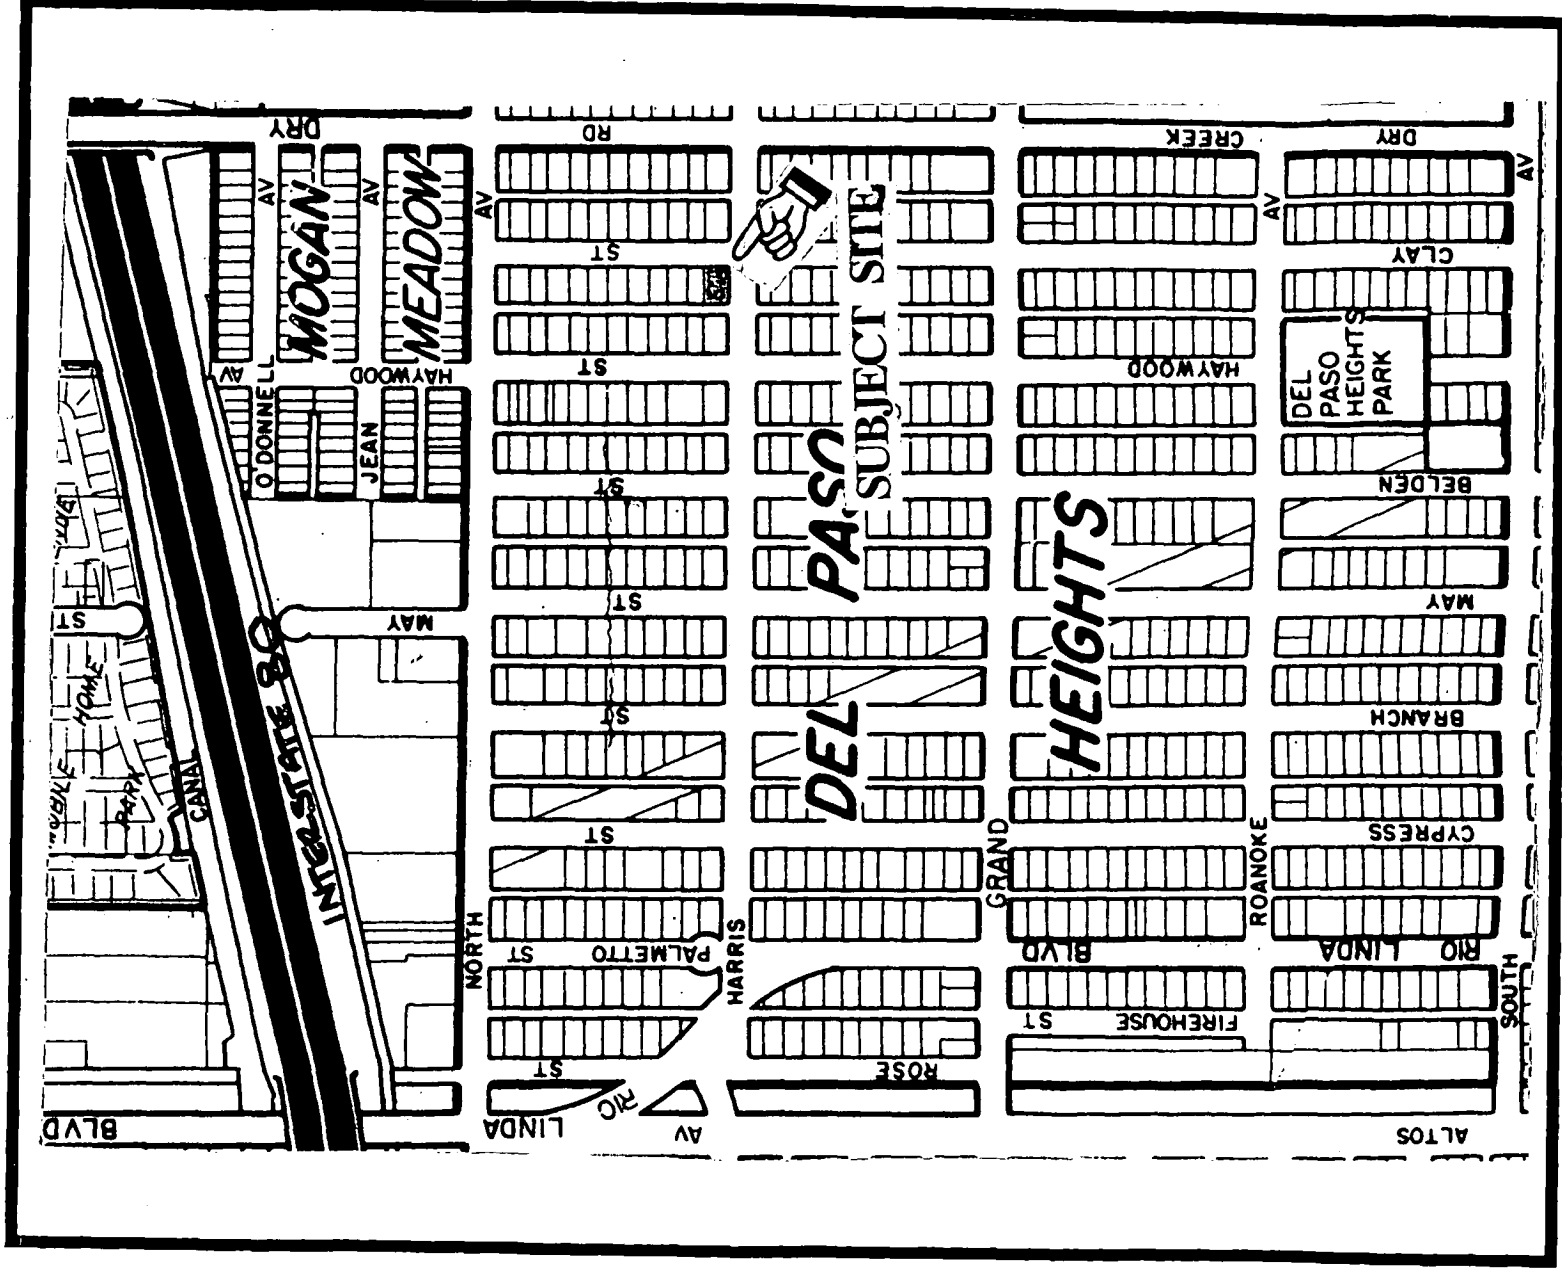 DRY
RD
CREEK
DRY
AV
AV
AV
AV
AV
MOGAN
MEADOW
ST
SUBJECT SITE
CLAY
O DONNELL
AV
JEAN
HAYWOOD
ST
HAYWOOD
DEL
PASO
HEIGHTS
PARK
ST
BELDEN
DEL PASO
HEIGHTS
ST
MAY
ST
MAY
INTERSTATE 80
MOBILE HOME
PARK
CANAL
ST
BRANCH
ST
CYPRESS
NORTH
HARRIS
GRAND
ROANOKE
SOUTH
ST
PALMETTO
BLVD
LINDA
RIO
ST
FIREHOUSE
ST
ROSE
BLVD
LINDA
RIO
AV
ALTOS